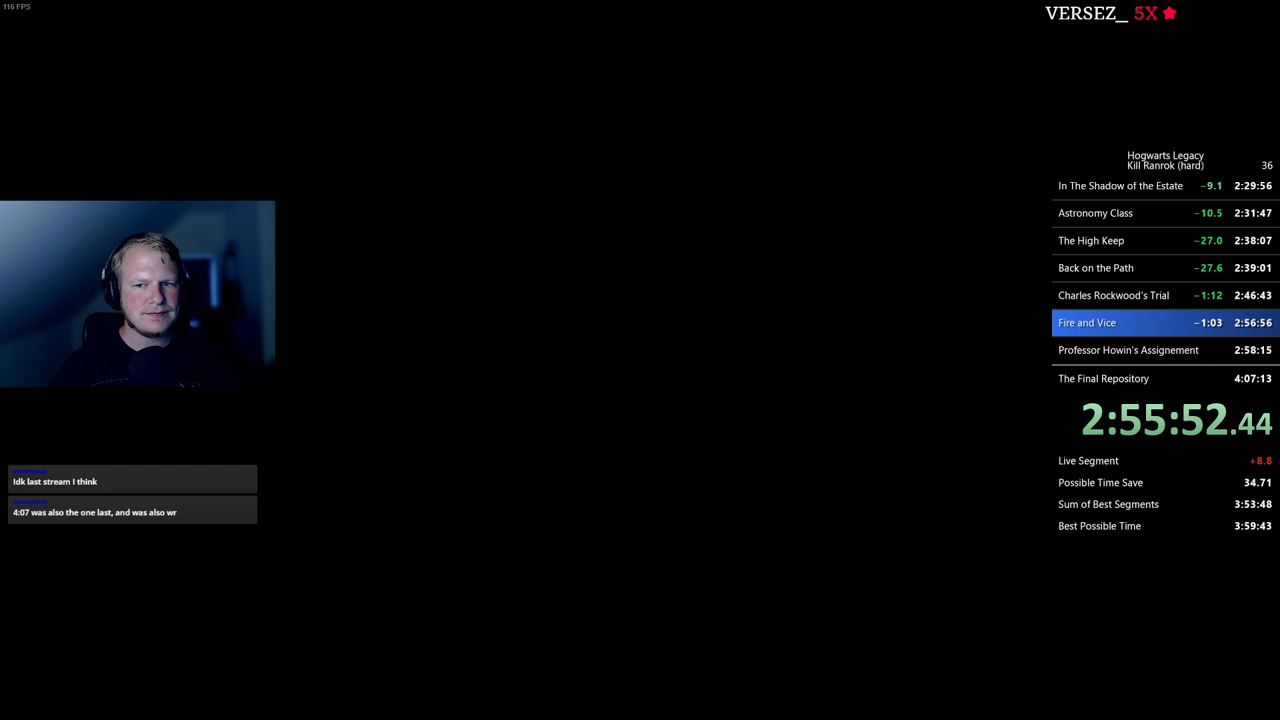 116 FPS
VERSEZ_ 5X
Hogwarts Legacy
Kill Ranrok (hard) 36
In The Shadow of the Estate −9.1 2:29:56
Astronomy Class −10.5 2:31:47
The High Keep −27.0 2:38:07
Back on the Path −27.6 2:39:01
Charles Rockwood's Trial −1:12 2:46:43
Fire and Vice −1:03 2:56:56
Professor Howin's Assignement 2:58:15
The Final Repository 4:07:13
2:55:52.44
Live Segment +8.8
Possible Time Save 34.71
Sum of Best Segments 3:53:48
Best Possible Time 3:59:43
Idk last stream I think
4:07 was also the one last, and was also wr